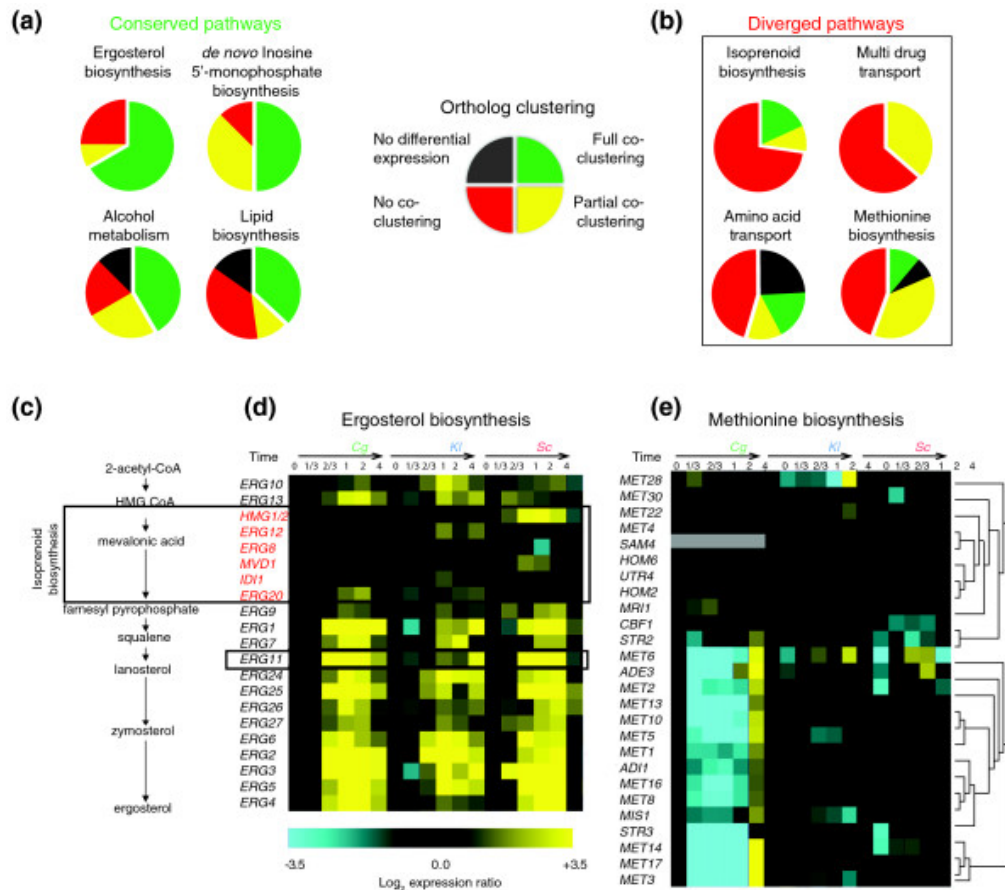 (a)
Conserved pathways
Ergosterol
biosynthesis
de novo Inosine
5'-monophosphate
biosynthesis
Alcohol
metabolism
Lipid
biosynthesis
Ortholog clustering
No differential
expression
Full co-
clustering
No co-
clustering
Partial co-
clustering
(b)
Diverged pathways
Isoprenoid
biosynthesis
Multi drug
transport
Amino acid
transport
Methionine
biosynthesis
(c)
2-acetyl-CoA
HMG CoA
mevalonic acid
Isoprenoid
biosynthesis
farnesyl pyrophosphate
squalene
lanosterol
zymosterol
ergosterol
(d)
Ergosterol biosynthesis
Cg Kl Sc
Time 0 1/3 2/3 1 2 4 0 1/3 2/3 1 2 4 0 1/3 2/3 1 2 4
ERG10
ERG13
HMG1/2
ERG12
ERG8
MVD1
IDI1
ERG20
ERG9
ERG1
ERG7
ERG11
ERG24
ERG25
ERG26
ERG27
ERG6
ERG2
ERG3
ERG5
ERG4
-3.5 0.0 +3.5
Log2 expression ratio
(e)
Methionine biosynthesis
Cg Kl Sc
Time 0 1/3 2/3 1 2 4 0 1/3 2/3 1 2 4 0 1/3 2/3 1 2 4
MET28
MET30
MET22
MET4
SAM4
HOM6
UTR4
HOM2
MRI1
CBF1
STR2
MET6
ADE3
MET2
MET13
MET10
MET5
MET1
ADI1
MET16
MET8
MIS1
STR3
MET14
MET17
MET3